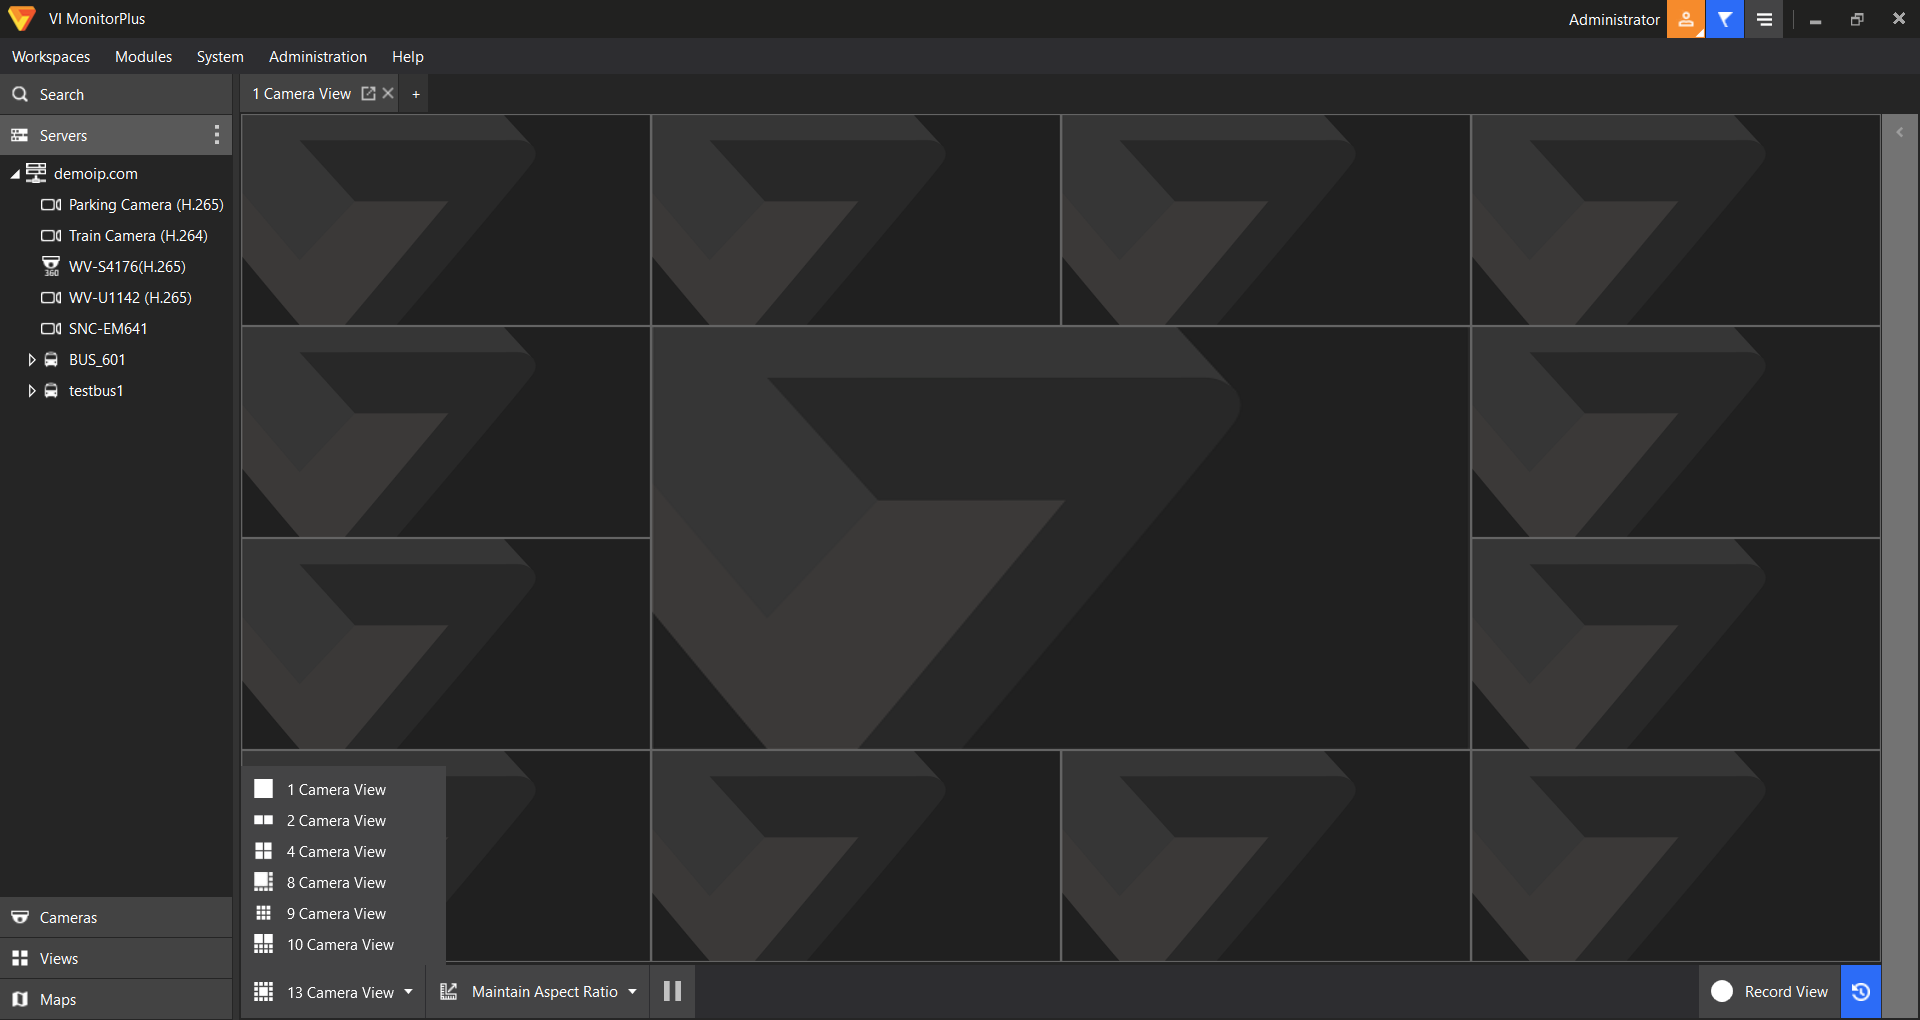 VI MonitorPlus
Administrator
Workspaces Modules System Administration Help
Search
1 Camera View +
Servers
demoip.com
Parking Camera (H.265)
Train Camera (H.264)
360 WV-S4176(H.265)
WV-U1142 (H.265)
SNC-EM641
BUS_601
testbus1
1 Camera View
2 Camera View
4 Camera View
8 Camera View
9 Camera View
10 Camera View
Cameras
Views
Maps
13 Camera View
Maintain Aspect Ratio
Record View